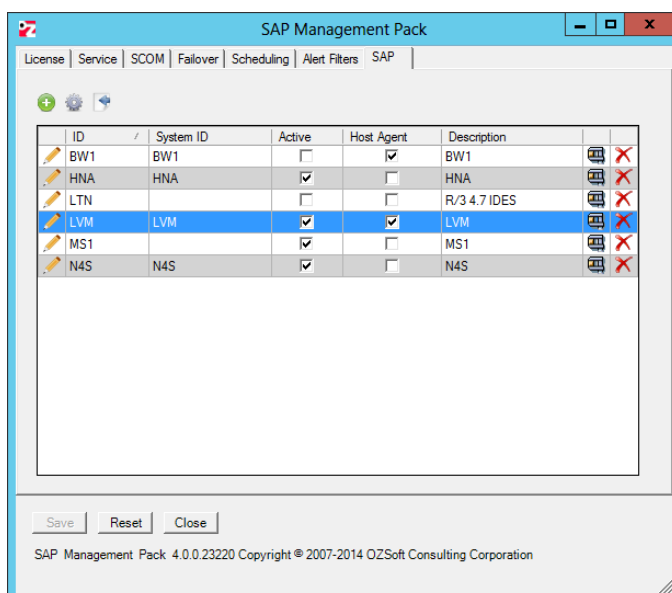 SAP Management Pack
License Service SCOM Failover Scheduling Alert Filters SAP
ID System ID Active Host Agent Description
BW1 BW1 BW1
HNA HNA HNA
LTN R/3 4.7 IDES
LVM LVM LVM
MS1 MS1
N4S N4S N4S
Save Reset Close
SAP Management Pack 4.0.0.23220 Copyright © 2007-2014 OZSoft Consulting Corporation